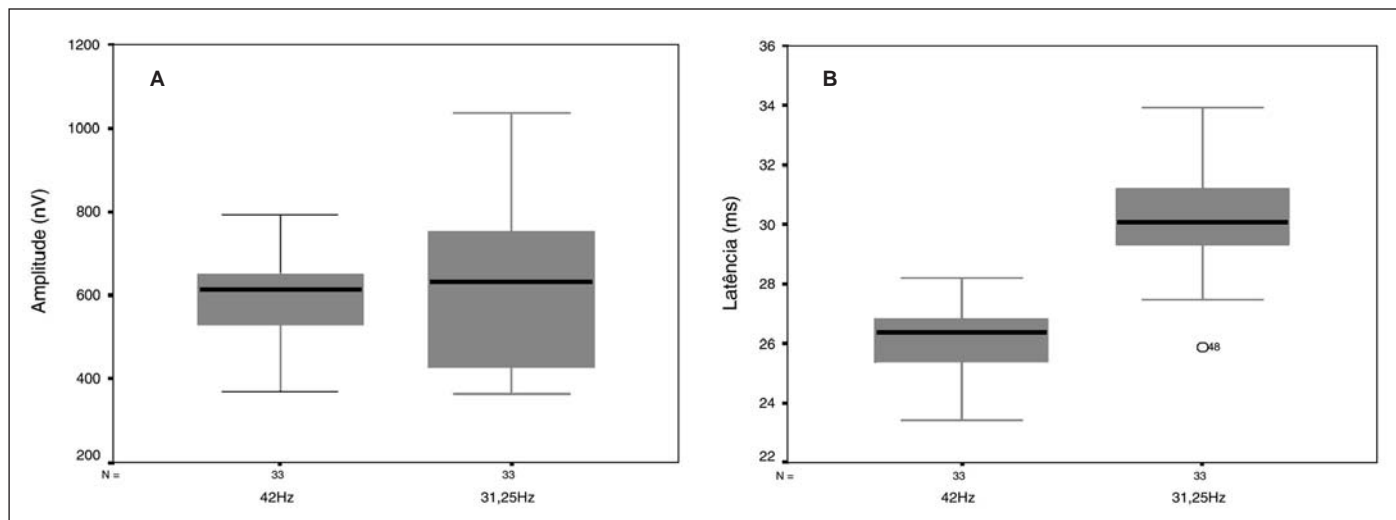 A
Amplitude (nV)
1200
1000
800
600
400
200
N =
33
33
42Hz
31,25Hz
B
Latência (ms)
36
34
32
30
28
26
24
22
48
N =
33
33
42Hz
31,25Hz